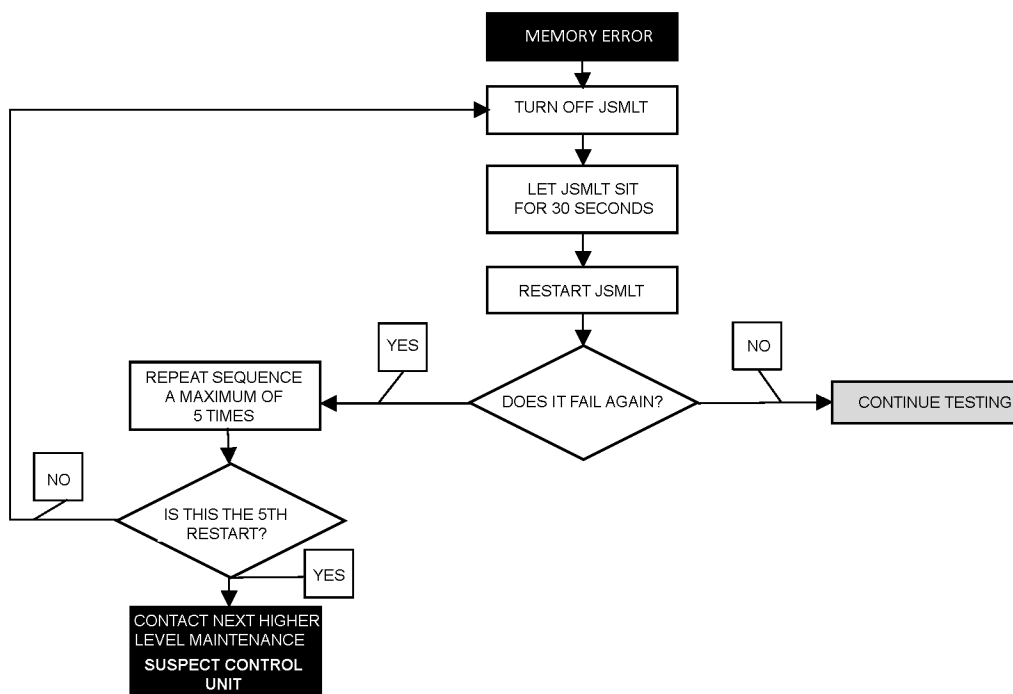 MEMORY ERROR
TURN OFF JSMLT
LET JSMLT SIT
FOR 30 SECONDS
RESTART JSMLT
YES
NO
REPEAT SEQUENCE
A MAXIMUM OF
5 TIMES
DOES IT FAIL AGAIN?
CONTINUE TESTING
NO
IS THIS THE 5TH
RESTART?
YES
CONTACT NEXT HIGHER
LEVEL MAINTENANCE
SUSPECT CONTROL
UNIT